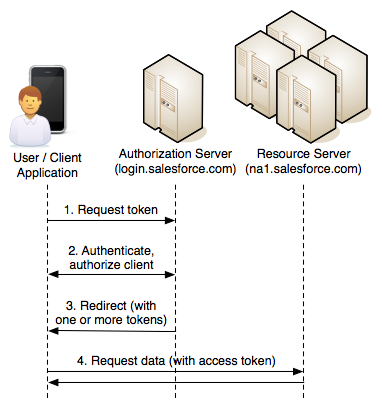 User / Client
Application
Authorization Server
(login.salesforce.com)
Resource Server
(na1.salesforce.com)
1. Request token
2. Authenticate,
authorize client
3. Redirect (with
one or more tokens)
4. Request data (with access token)